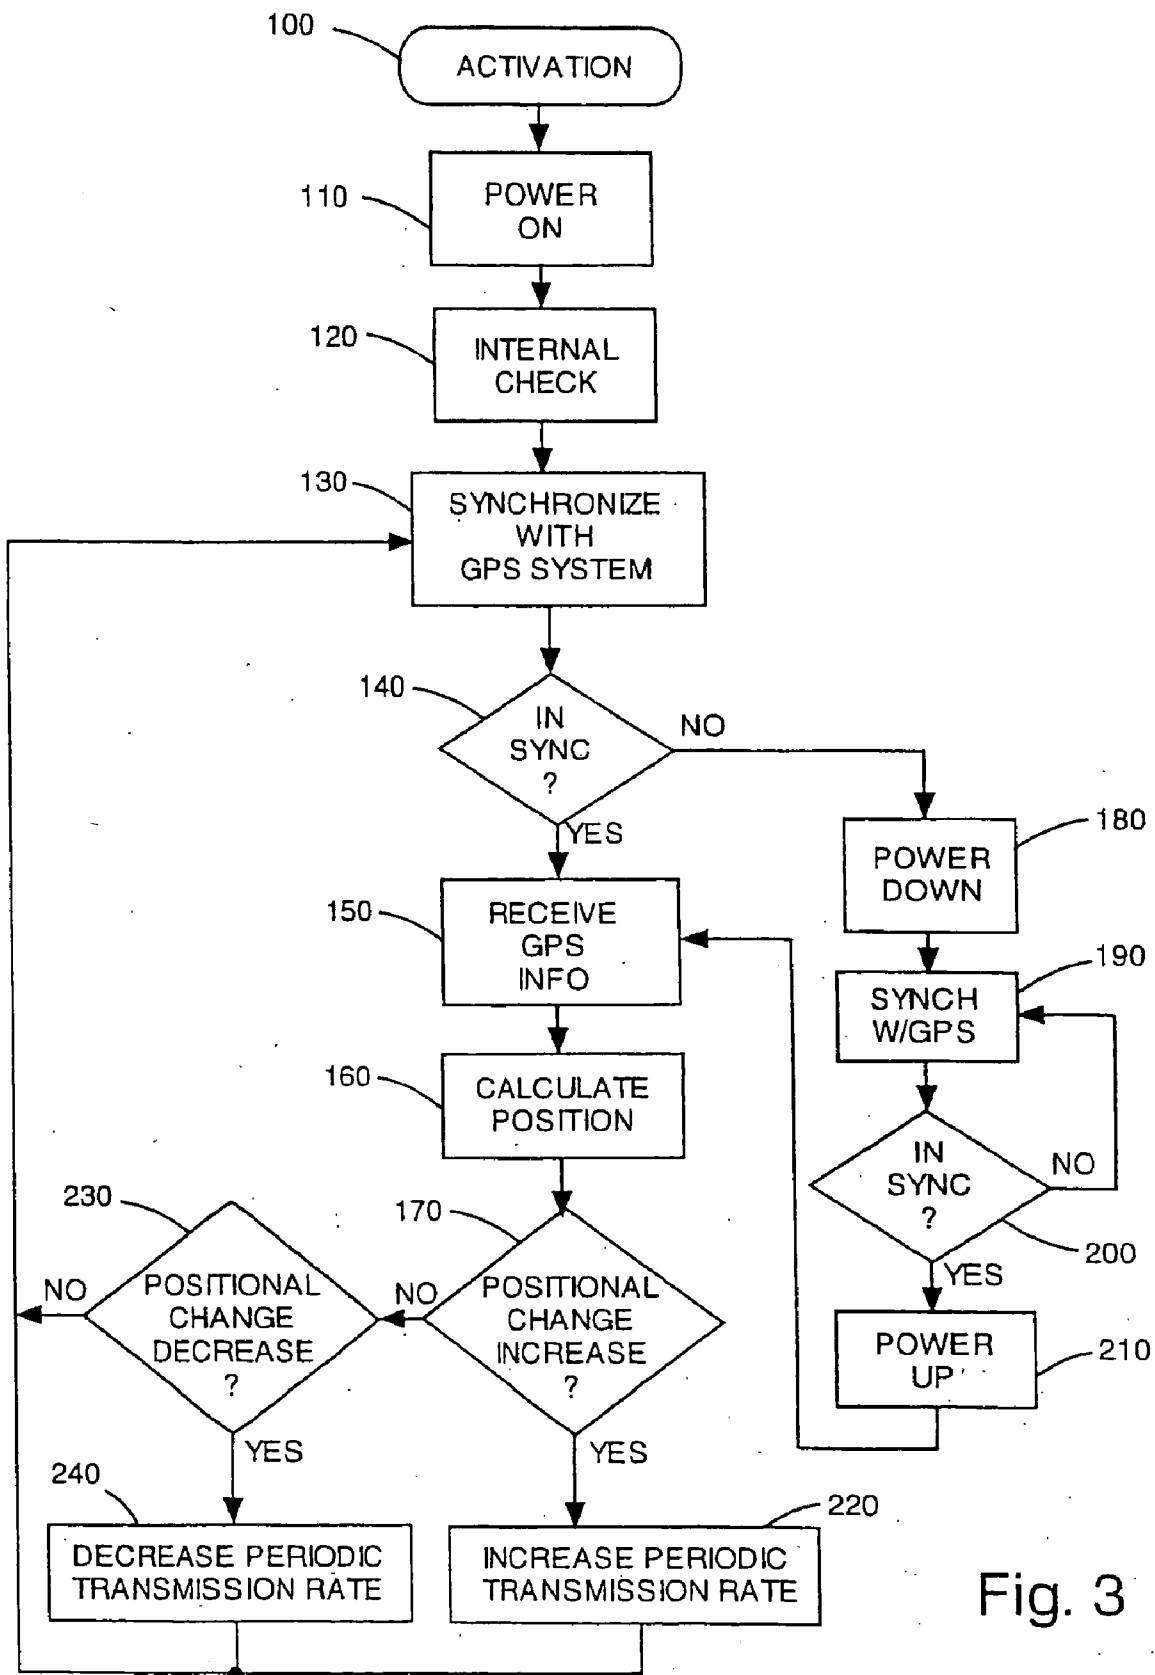 100
ACTIVATION
110
POWER
ON
120
INTERNAL
CHECK
130
SYNCHRONIZE
WITH
GPS SYSTEM
140
IN
SYNC
?
NO
YES
180
POWER
DOWN
150
RECEIVE
GPS
INFO
190
SYNCH
W/GPS
160
CALCULATE
POSITION
IN
SYNC
?
NO
200
YES
230
POSITIONAL
CHANGE
DECREASE
?
NO
YES
170
POSITIONAL
CHANGE
INCREASE
?
NO
YES
POWER
UP
210
240
DECREASE PERIODIC
TRANSMISSION RATE
220
INCREASE PERIODIC
TRANSMISSION RATE
Fig. 3